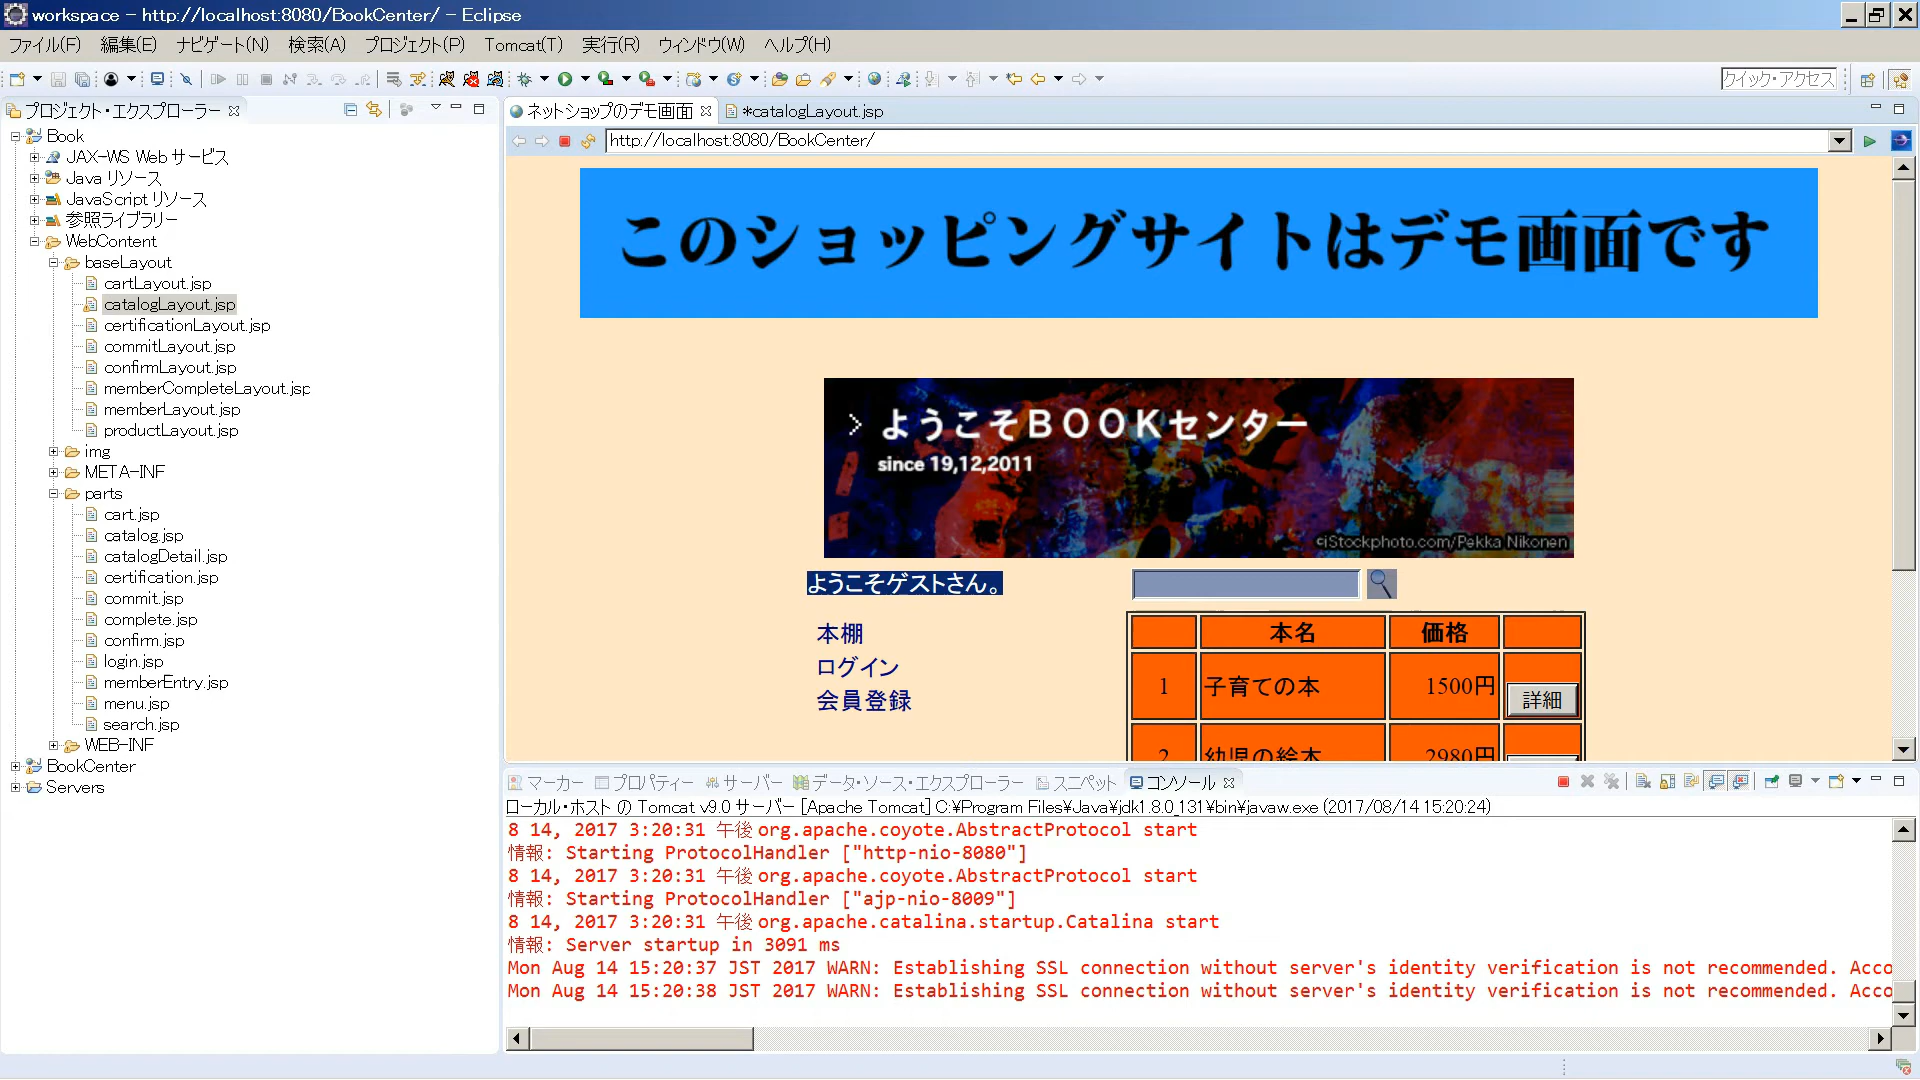 workspace - http://localhost:8080/BookCenter/ - Eclipse
ファイル(F) 編集(E) ナビゲート(N) 検索(A) プロジェクト(P) Tomcat(T) 実行(R) ウィンドウ(W) ヘルプ(H)
クイック・アクセス
プロジェクト・エクスプローラー
Book
JAX-WS Web サービス
Java リソース
JavaScript リソース
参照ライブラリー
WebContent
baseLayout
cartLayout.jsp
catalogLayout.jsp
certificationLayout.jsp
commitLayout.jsp
confirmLayout.jsp
memberCompleteLayout.jsp
memberLayout.jsp
productLayout.jsp
img
META-INF
parts
cart.jsp
catalog.jsp
catalogDetail.jsp
certification.jsp
commit.jsp
complete.jsp
confirm.jsp
login.jsp
memberEntry.jsp
menu.jsp
search.jsp
WEB-INF
BookCenter
Servers
ネットショップのデモ画面 *catalogLayout.jsp
http://localhost:8080/BookCenter/
このショッピングサイトはデモ画面です
> ようこそBOOKセンター
since 19,12,2011
©iStockphoto.com/Pekka Nikonen
ようこそゲストさん。
本棚
ログイン
会員登録
本名 価格
1 子育ての本 1500円 詳細
2 幼児の絵本 2980円
マーカー プロパティー サーバー データ・ソース・エクスプローラー スニペット コンソール
ローカル・ホスト の Tomcat v9.0 サーバー [Apache Tomcat] C:¥Program Files¥Java¥jdk1.8.0_131¥bin¥javaw.exe (2017/08/14 15:20:24)
8 14, 2017 3:20:31 午後 org.apache.coyote.AbstractProtocol start
情報: Starting ProtocolHandler ["http-nio-8080"]
8 14, 2017 3:20:31 午後 org.apache.coyote.AbstractProtocol start
情報: Starting ProtocolHandler ["ajp-nio-8009"]
8 14, 2017 3:20:31 午後 org.apache.catalina.startup.Catalina start
情報: Server startup in 3091 ms
Mon Aug 14 15:20:37 JST 2017 WARN: Establishing SSL connection without server's identity verification is not recommended. Acco
Mon Aug 14 15:20:38 JST 2017 WARN: Establishing SSL connection without server's identity verification is not recommended. Acco